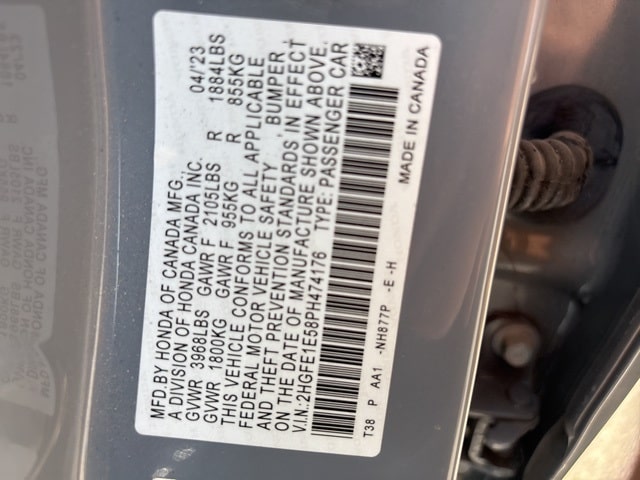 MFD.BY HONDA OF CANADA MFG., 04/'23
A DIVISION OF HONDA CANADA INC.
GVWR 3968LBS GAWR F 2105LBS R 1884LBS
GVWR 1800KG GAWR F 955KG R 855KG
THIS VEHICLE CONFORMS TO ALL APPLICABLE
FEDERAL MOTOR VEHICLE SAFETY , BUMPER ,
AND THEFT PREVENTION STANDARDS IN EFFECT
ON THE DATE OF MANUFACTURE SHOWN ABOVE.
V.I.N.:2HGFE1E58PH474176 TYPE: PASSENGER CAR
T38 P AA1 -NH877P -E -H MADE IN CANADA